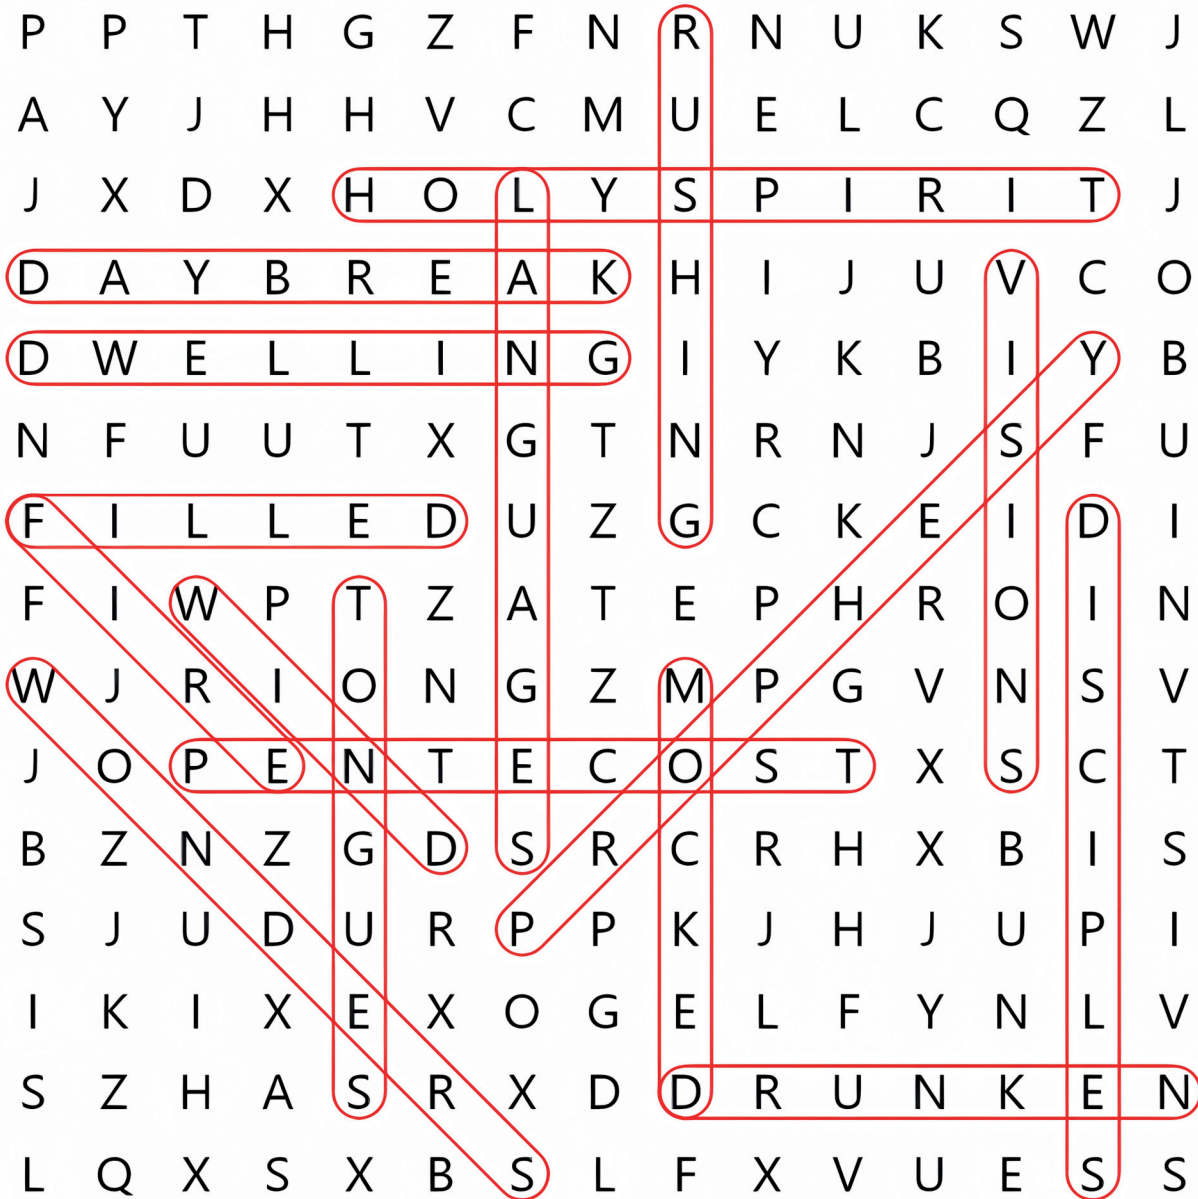 P P T H G Z F N R N U K S W J
A Y J H H V C M U E L C Q Z L
J X D X H O L Y S P I R I T J
D A Y B R E A K H I J U V C O
D W E L L I N G I Y K B I Y B
N F U U T X G T N R N J S F U
F I L L E D U Z G C K E I D I
F I W P T Z A T E P H R O I N
W J R I O N G Z M P G V N S V
J O P E N T E C O S T X S C T
B Z N Z G D S R C R H X B I S
S J U D U R P P K J H J U P I
I K I X E X O G E L F Y N L V
S Z H A S R X D D R U N K E N
L Q X S X B S L F X V U E S S